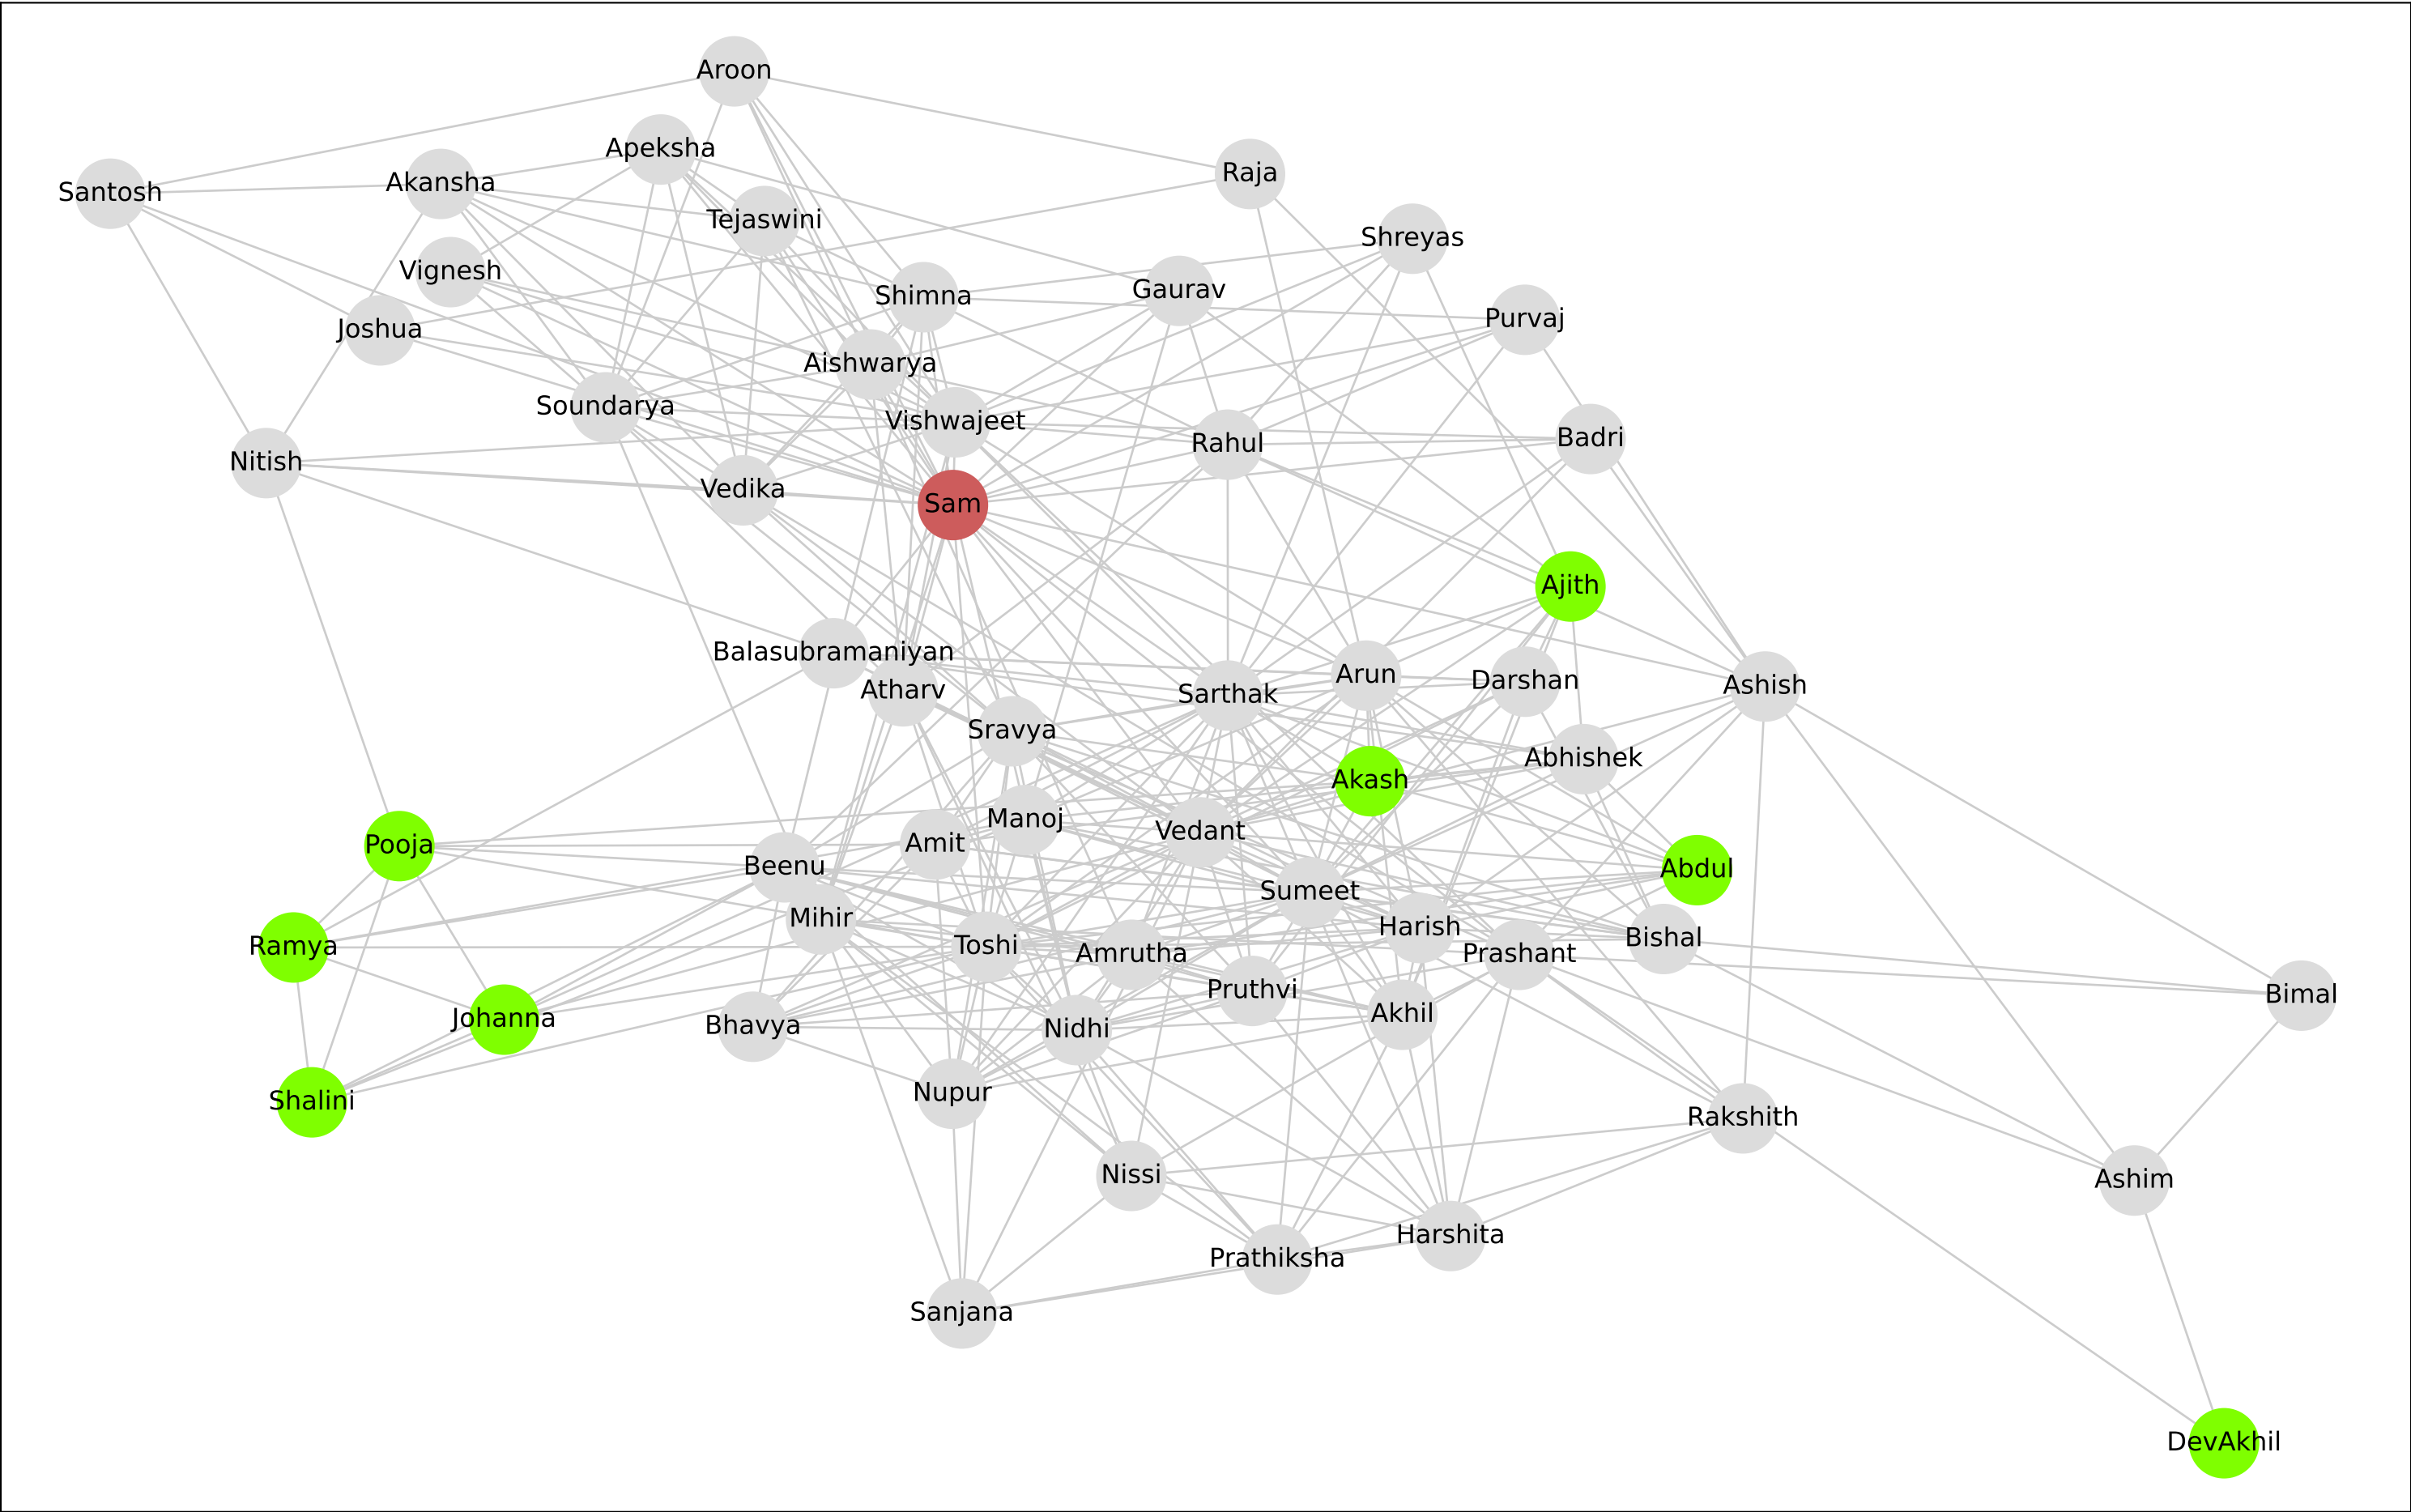 Aroon
Apeksha
Raja
Akansha
Santosh
Tejaswini
Shreyas
Vignesh
Gaurav
Shimna
Purvaj
Joshua
Aishwarya
Soundarya
Vishwajeet
Badri
Rahul
Nitish
Vedika
Sam
Ajith
Balasubramaniyan
Arun
Darshan
Ashish
Atharv
Sarthak
Sravya
Abhishek
Akash
Manoj
Vedant
Pooja
Amit
Beenu
Abdul
Sumeet
Mihir
Harish
Bishal
Ramya
Toshi
Amrutha
Prashant
Pruthvi
Bimal
Johanna
Akhil
Bhavya
Nidhi
Nupur
Shalini
Rakshith
Nissi
Ashim
Harshita
Prathiksha
Sanjana
DevAkhil